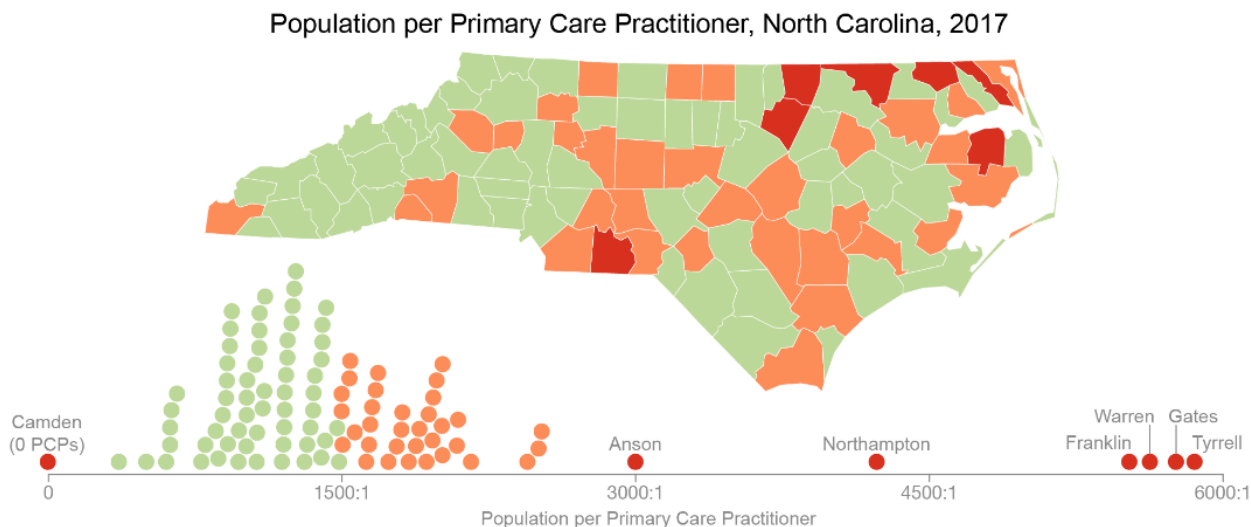 Population per Primary Care Practitioner, North Carolina, 2017
Camden
(0 PCPs)
Anson
Northampton
Warren
Gates
Franklin
Tyrrell
0
1500:1
3000:1
4500:1
6000:1
Population per Primary Care Practitioner